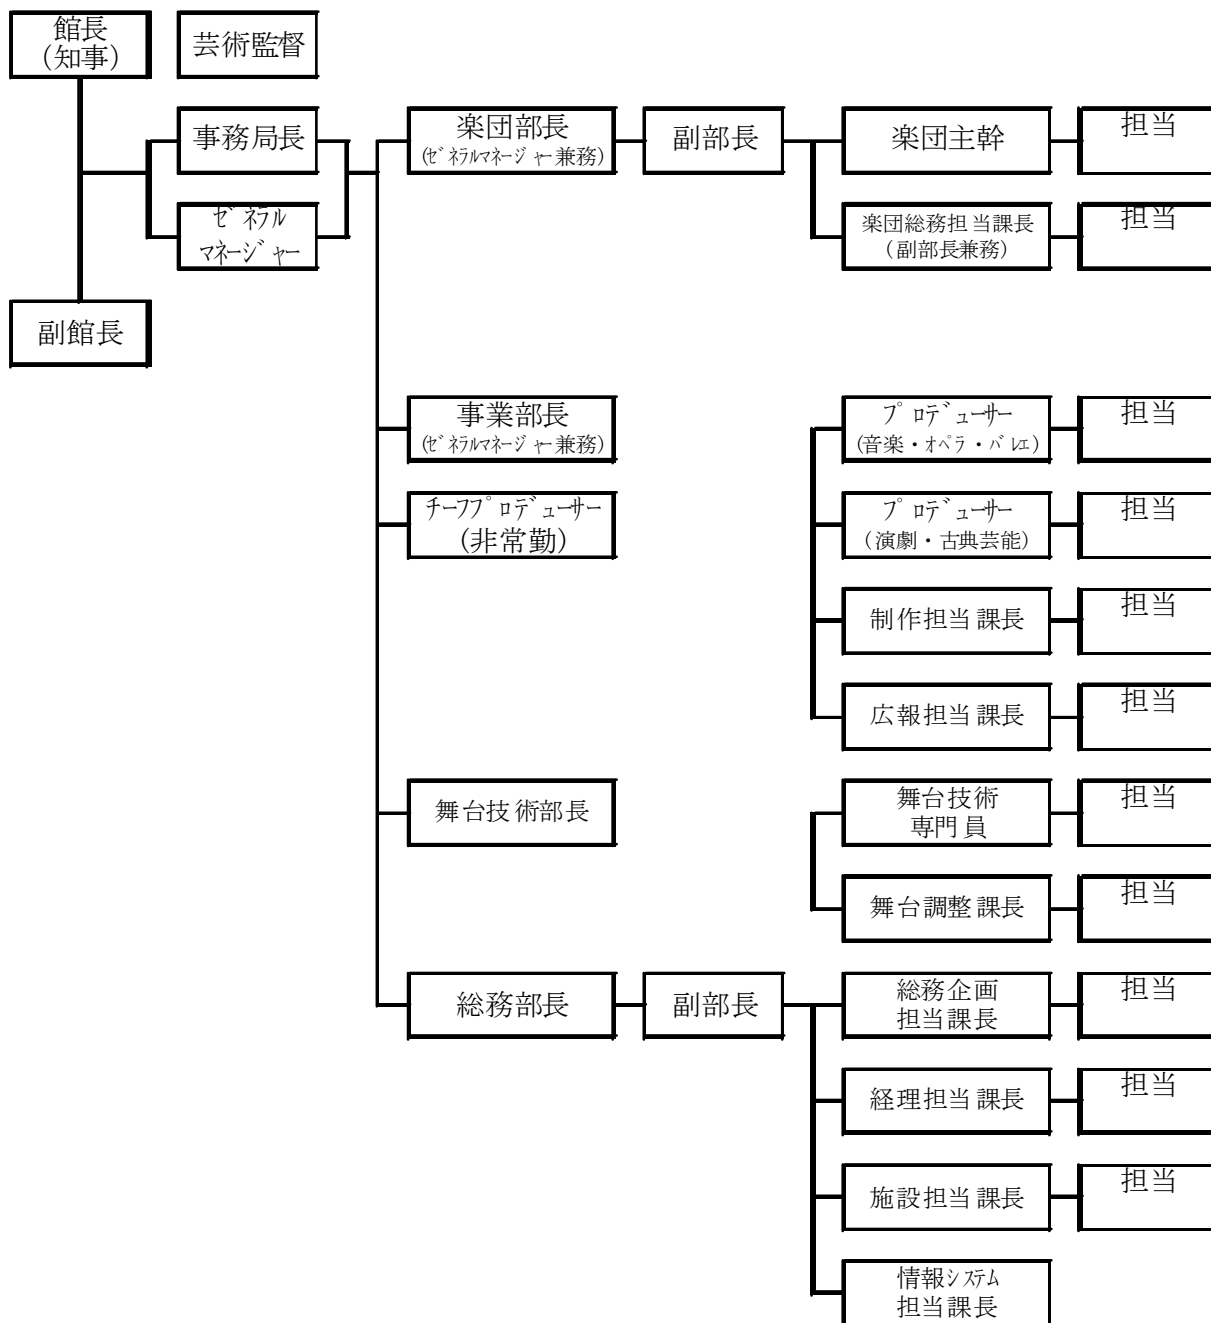 館長
(知事)
芸術監督
事務局長
楽団部長
(ｾﾞﾈﾗﾙﾏﾈｰｼﾞｬｰ兼務)
副部長
楽団主幹
担当
ｾﾞﾈﾗﾙ
ﾏﾈｰｼﾞｬｰ
楽団総務担当課長
(副部長兼務)
担当
副館長
事業部長
(ｾﾞﾈﾗﾙﾏﾈｰｼﾞｬｰ兼務)
ﾌﾟﾛﾃﾞｭｰｻｰ
(音楽・ｵﾍﾟﾗ・ﾊﾞﾚｴ)
担当
ﾁｰﾌﾌﾟﾛﾃﾞｭｰｻｰ
(非常勤)
ﾌﾟﾛﾃﾞｭｰｻｰ
(演劇・古典芸能)
担当
制作担当課長
担当
広報担当課長
担当
舞台技術部長
舞台技術
専門員
担当
舞台調整課長
担当
総務部長
副部長
総務企画
担当課長
担当
経理担当課長
担当
施設担当課長
担当
情報ｼｽﾃﾑ
担当課長